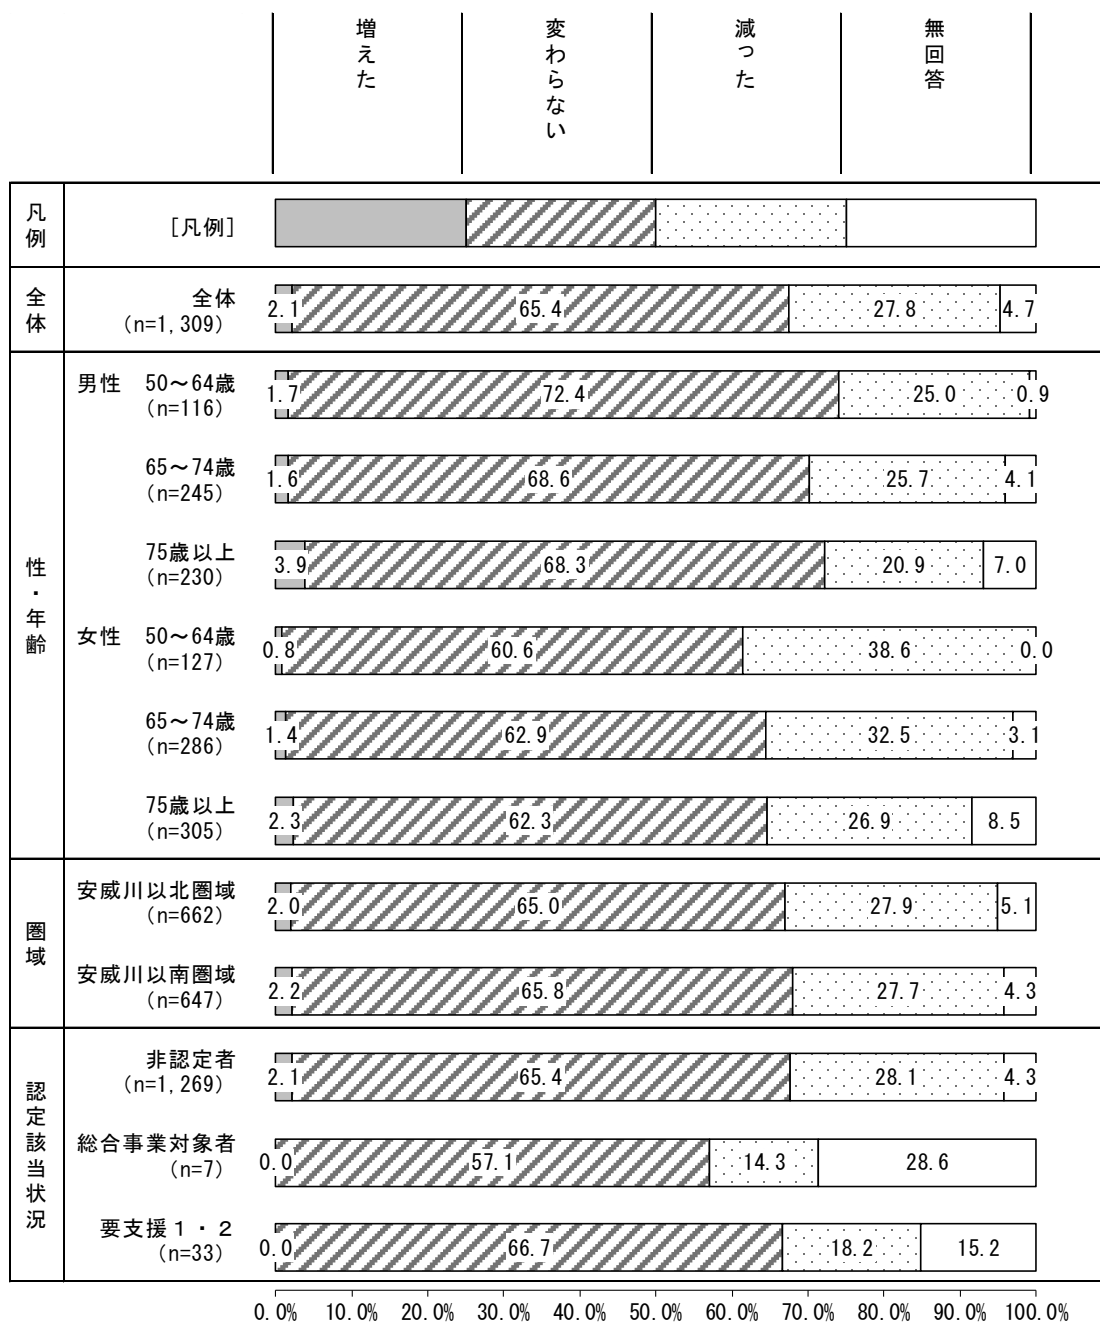 増えた
変わらない
減った
無回答
凡例
［凡例］
全体
全体
(n=1,309)
2.1
65.4
27.8
4.7
性・年齢
男性　50～64歳
(n=116)
1.7
72.4
25.0
0.9
65～74歳
(n=245)
1.6
68.6
25.7
4.1
75歳以上
(n=230)
3.9
68.3
20.9
7.0
女性　50～64歳
(n=127)
0.8
60.6
38.6
0.0
65～74歳
(n=286)
1.4
62.9
32.5
3.1
75歳以上
(n=305)
2.3
62.3
26.9
8.5
圏域
安威川以北圏域
(n=662)
2.0
65.0
27.9
5.1
安威川以南圏域
(n=647)
2.2
65.8
27.7
4.3
認定該当状況
非認定者
(n=1,269)
2.1
65.4
28.1
4.3
総合事業対象者
(n=7)
0.0
57.1
14.3
28.6
要支援１・２
(n=33)
0.0
66.7
18.2
15.2
0.0% 10.0% 20.0% 30.0% 40.0% 50.0% 60.0% 70.0% 80.0% 90.0% 100.0%